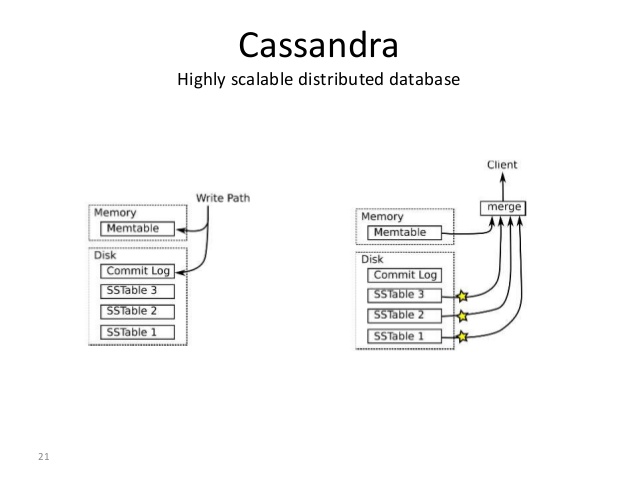 Cassandra
Highly scalable distributed database
Write Path
Memory
Memtable
Disk
Commit Log
SSTable 3
SSTable 2
SSTable 1
Client
merge
Memory
Memtable
Disk
Commit Log
SSTable 3
SSTable 2
SSTable 1
21